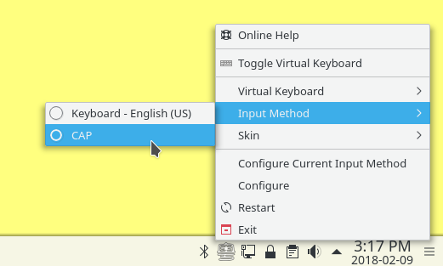 Online Help
Toggle Virtual Keyboard
Virtual Keyboard
Input Method
Keyboard - English (US)
CAP
Skin
Configure Current Input Method
Configure
Restart
Exit
3:17 PM
2018-02-09